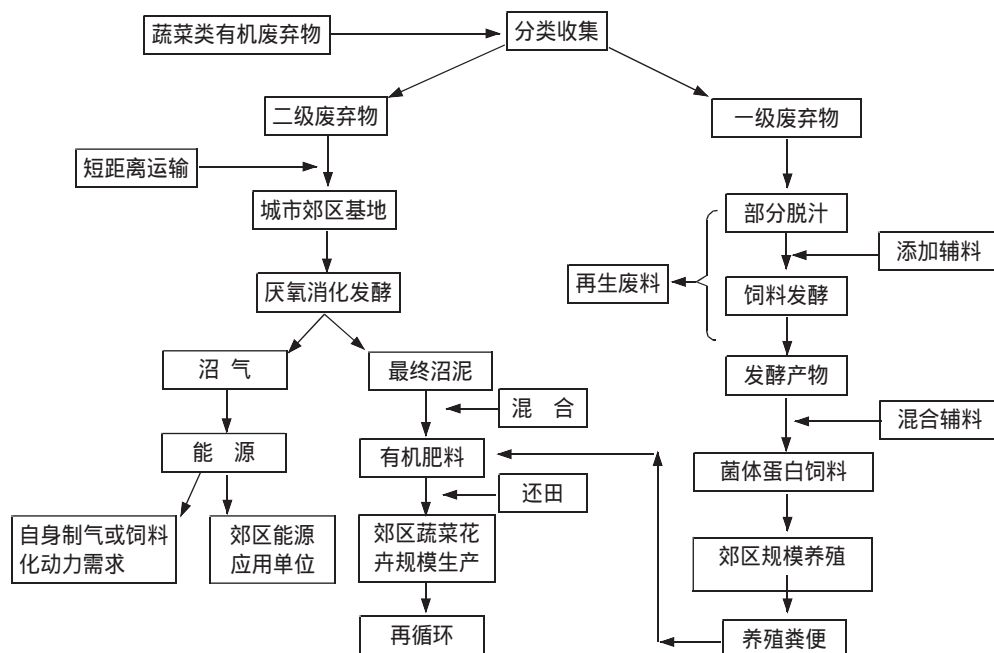 蔬菜类有机废弃物
分类收集
二级废弃物
一级废弃物
短距离运输
城市郊区基地
部分脱汁
添加辅料
再生废料
厌氧消化发酵
饲料发酵
沼 气
最终沼泥
发酵产物
混 合
混合辅料
能 源
有机肥料
菌体蛋白饲料
还田
自身制气或饲料
化动力需求
郊区能源
应用单位
郊区蔬菜花
卉规模生产
郊区规模养殖
再循环
养殖粪便